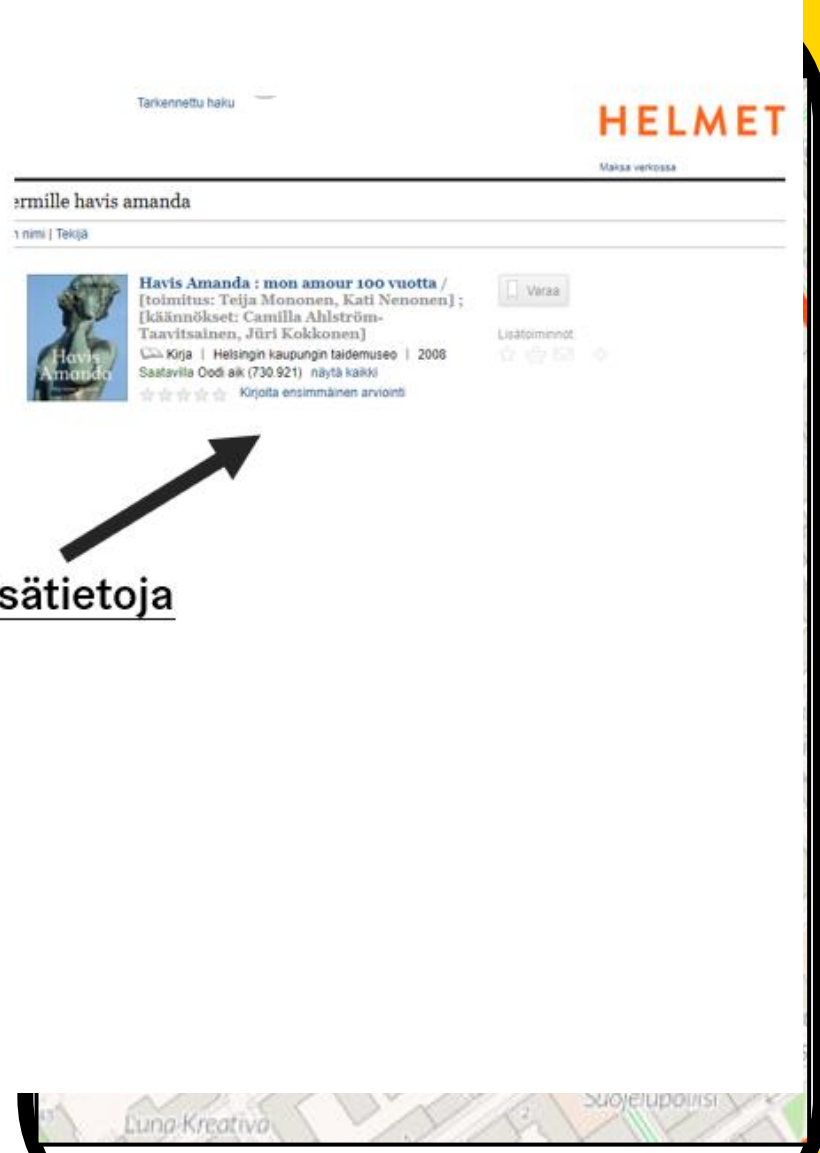 Tarkennettu haku
HELMET
Maksa verkossa
ermille havis amanda
n nimi | Tekijä
Havis Amanda : mon amour 100 vuotta /
[toimitus: Teija Mononen, Kati Nenonen] ;
[käännökset: Camilla Ahlström-
Taavitsainen, Jüri Kokkonen]
Kirja | Helsingin kaupungin taidemuseo | 2008
Saatavilla Oodi aik (730.921) näytä kaikki
Kirjoita ensimmäinen arviointi
Varaa
Lisätoiminnot
Havis
Amanda
sätietoja
Luna Kreativa
Suojelupoliisi